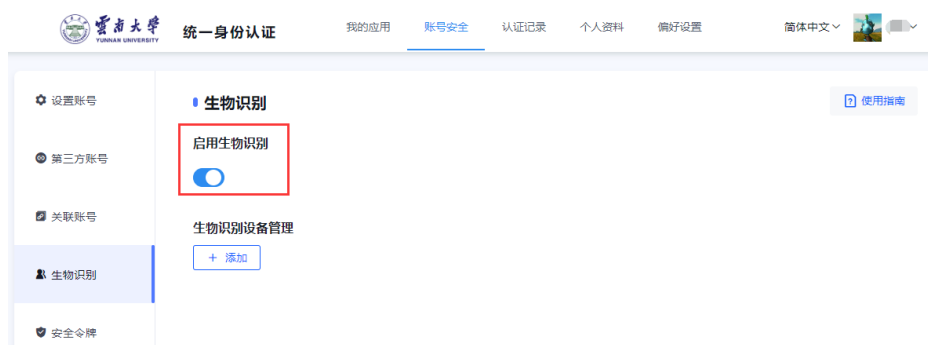 雲南大學
YUNNAN UNIVERSITY
统一身份认证
我的应用 账号安全 认证记录 个人资料 偏好设置 简体中文
设置账号
第三方账号
关联账号
生物识别
安全令牌
生物识别
使用指南
启用生物识别
生物识别设备管理
+ 添加